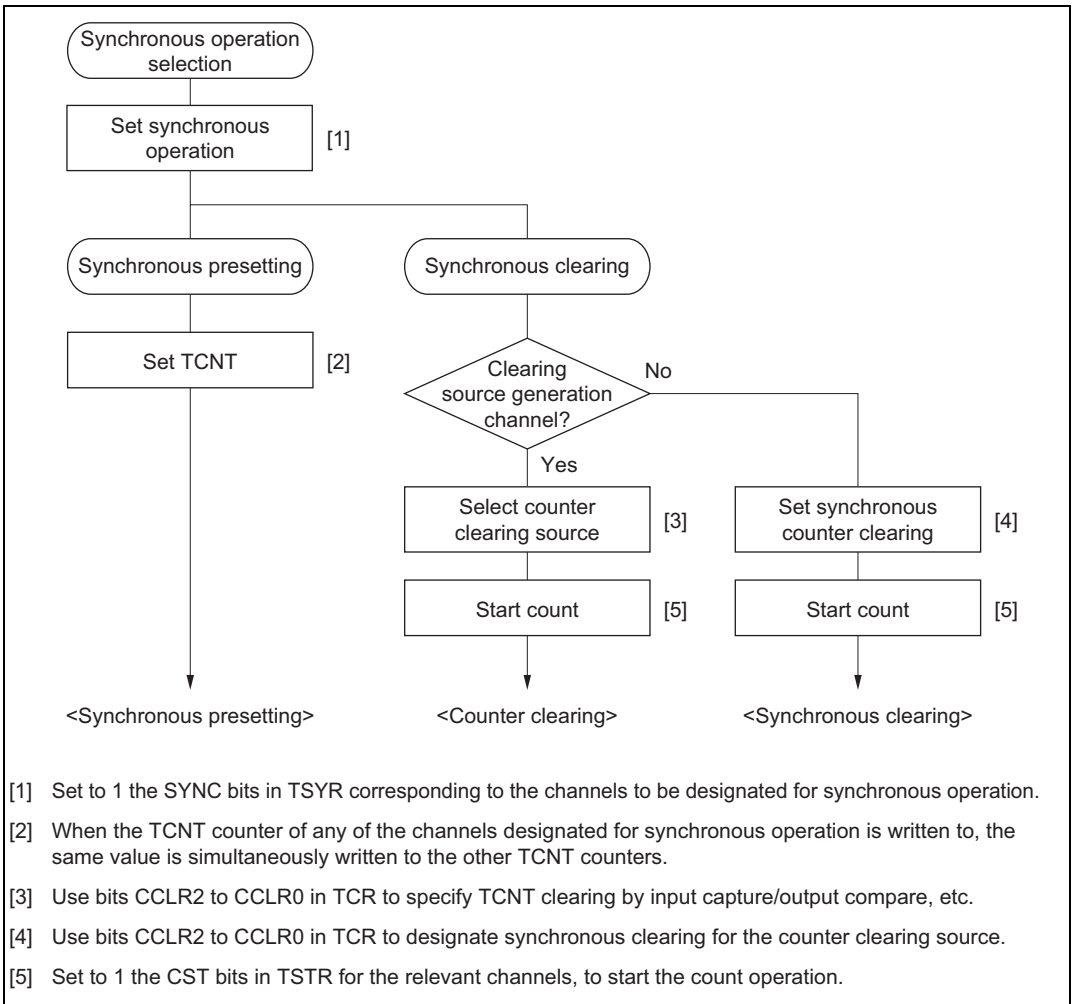 Synchronous operation
selection
Set synchronous
operation
[1]
Synchronous presetting
Synchronous clearing
Set TCNT
[2]
Clearing
source generation
channel?
No
Yes
Select counter
clearing source
[3]
Set synchronous
counter clearing
[4]
Start count
[5]
Start count
[5]
<Synchronous presetting>
<Counter clearing>
<Synchronous clearing>
[1] Set to 1 the SYNC bits in TSYR corresponding to the channels to be designated for synchronous operation.
[2] When the TCNT counter of any of the channels designated for synchronous operation is written to, the
same value is simultaneously written to the other TCNT counters.
[3] Use bits CCLR2 to CCLR0 in TCR to specify TCNT clearing by input capture/output compare, etc.
[4] Use bits CCLR2 to CCLR0 in TCR to designate synchronous clearing for the counter clearing source.
[5] Set to 1 the CST bits in TSTR for the relevant channels, to start the count operation.